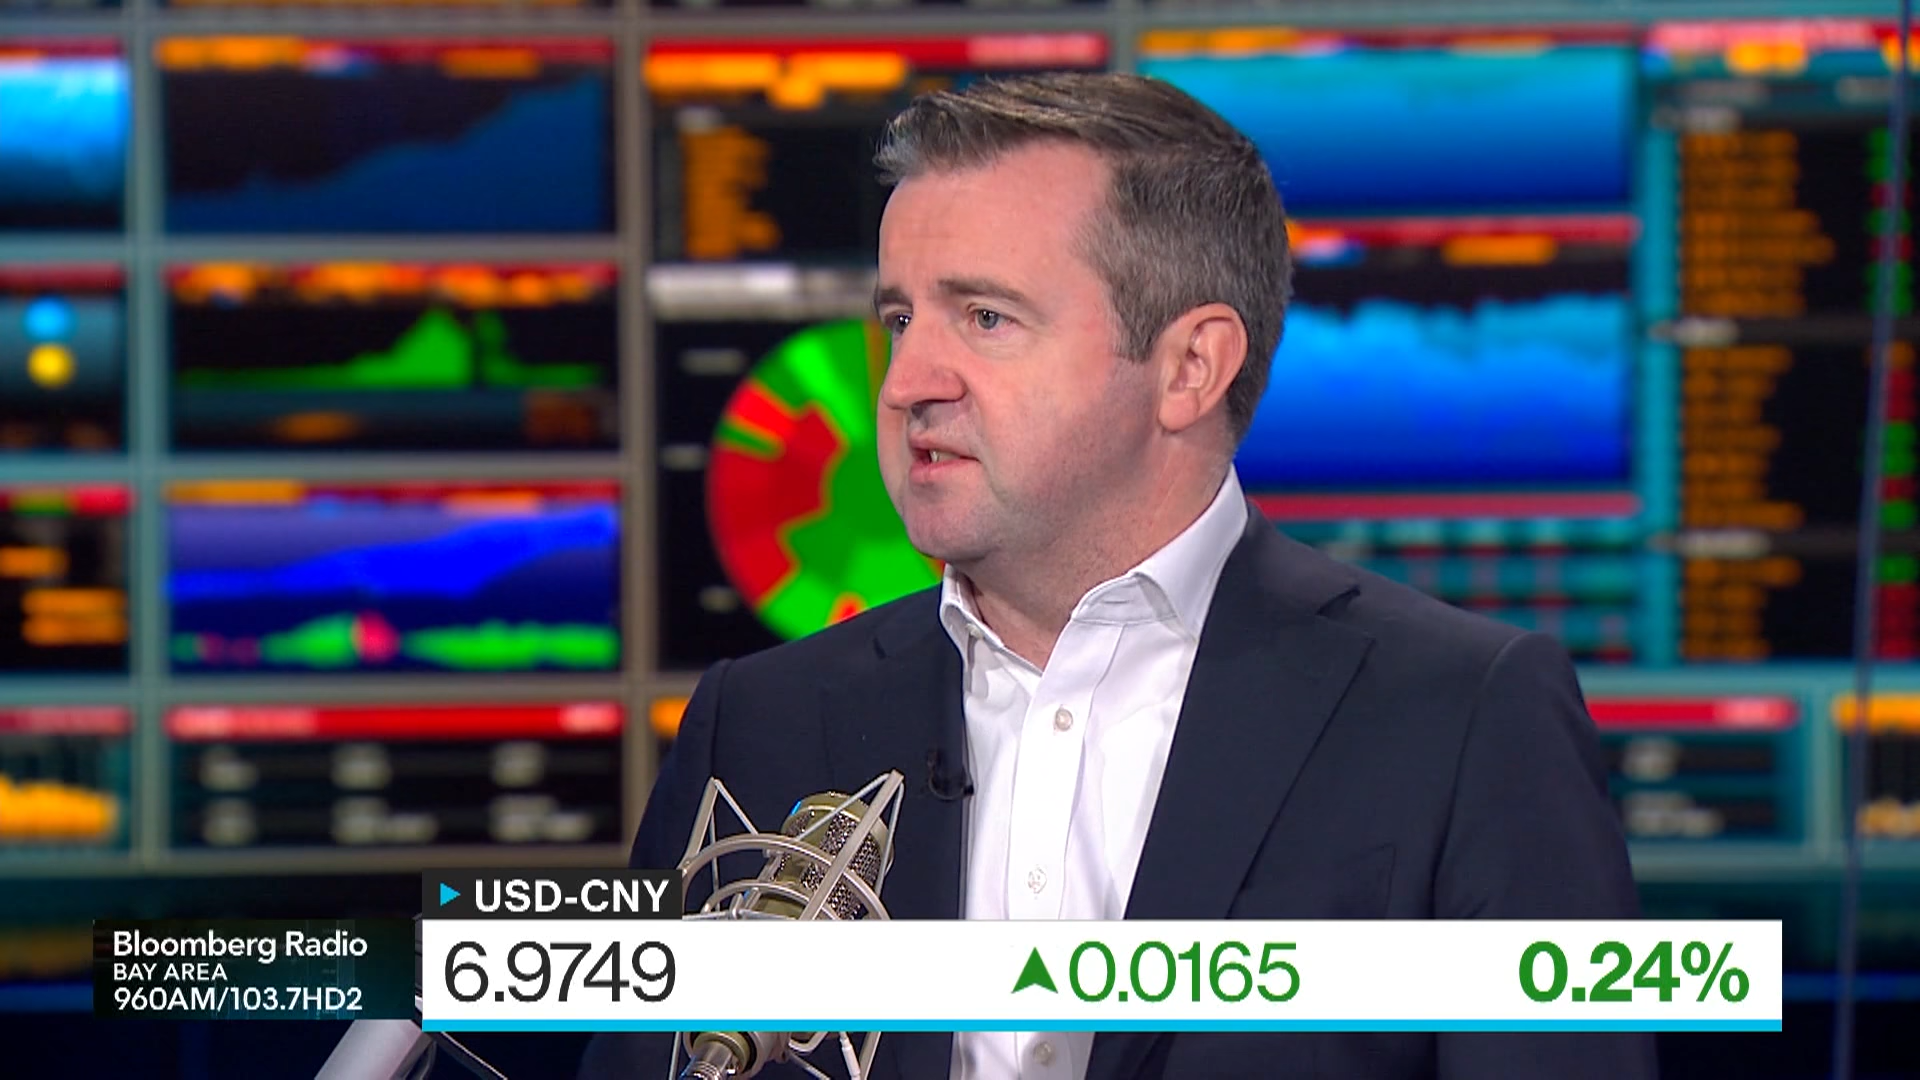 USD-CNY
Bloomberg Radio
BAY AREA
960AM/103.7HD2
6.9749 ▲0.0165 0.24%